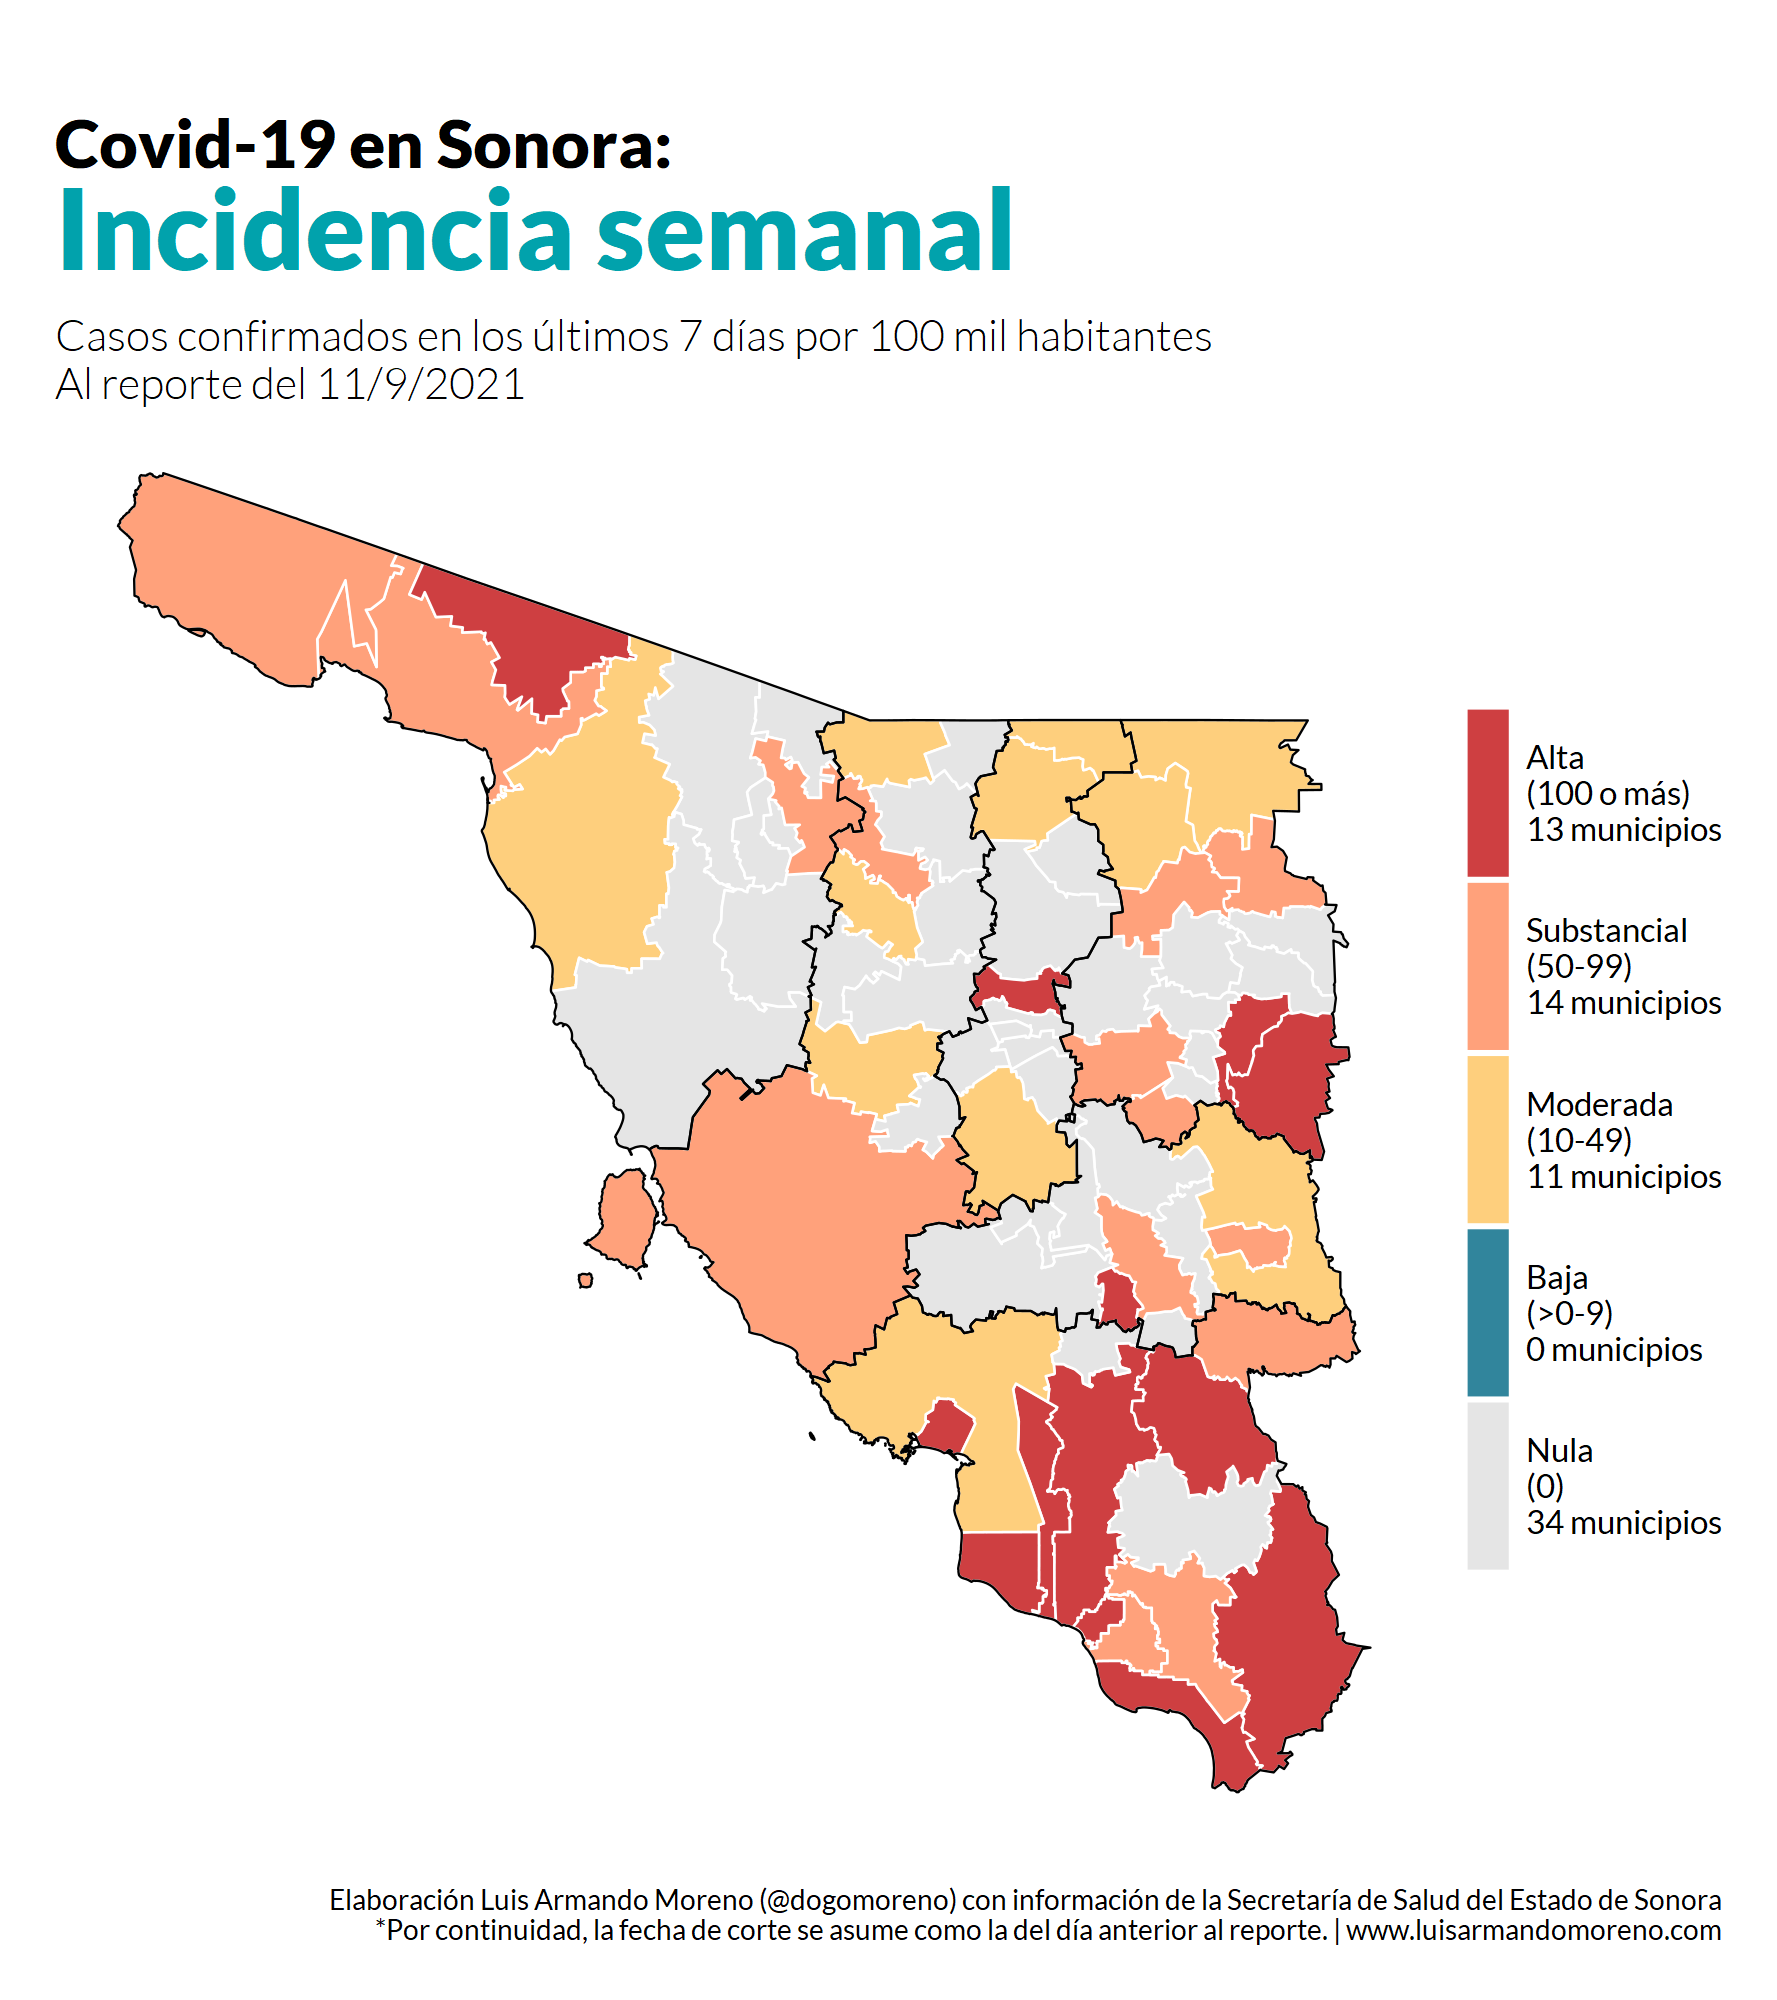 Covid-19 en Sonora:
Incidencia semanal
Casos confirmados en los últimos 7 días por 100 mil habitantes
Al reporte del 11/9/2021
Alta
(100 o más)
13 municipios
Substancial
(50-99)
14 municipios
Moderada
(10-49)
11 municipios
Baja
(>0-9)
0 municipios
Nula
(0)
34 municipios
Elaboración Luis Armando Moreno (@dogomoreno) con información de la Secretaría de Salud del Estado de Sonora
*Por continuidad, la fecha de corte se asume como la del día anterior al reporte. | www.luisarmandomoreno.com